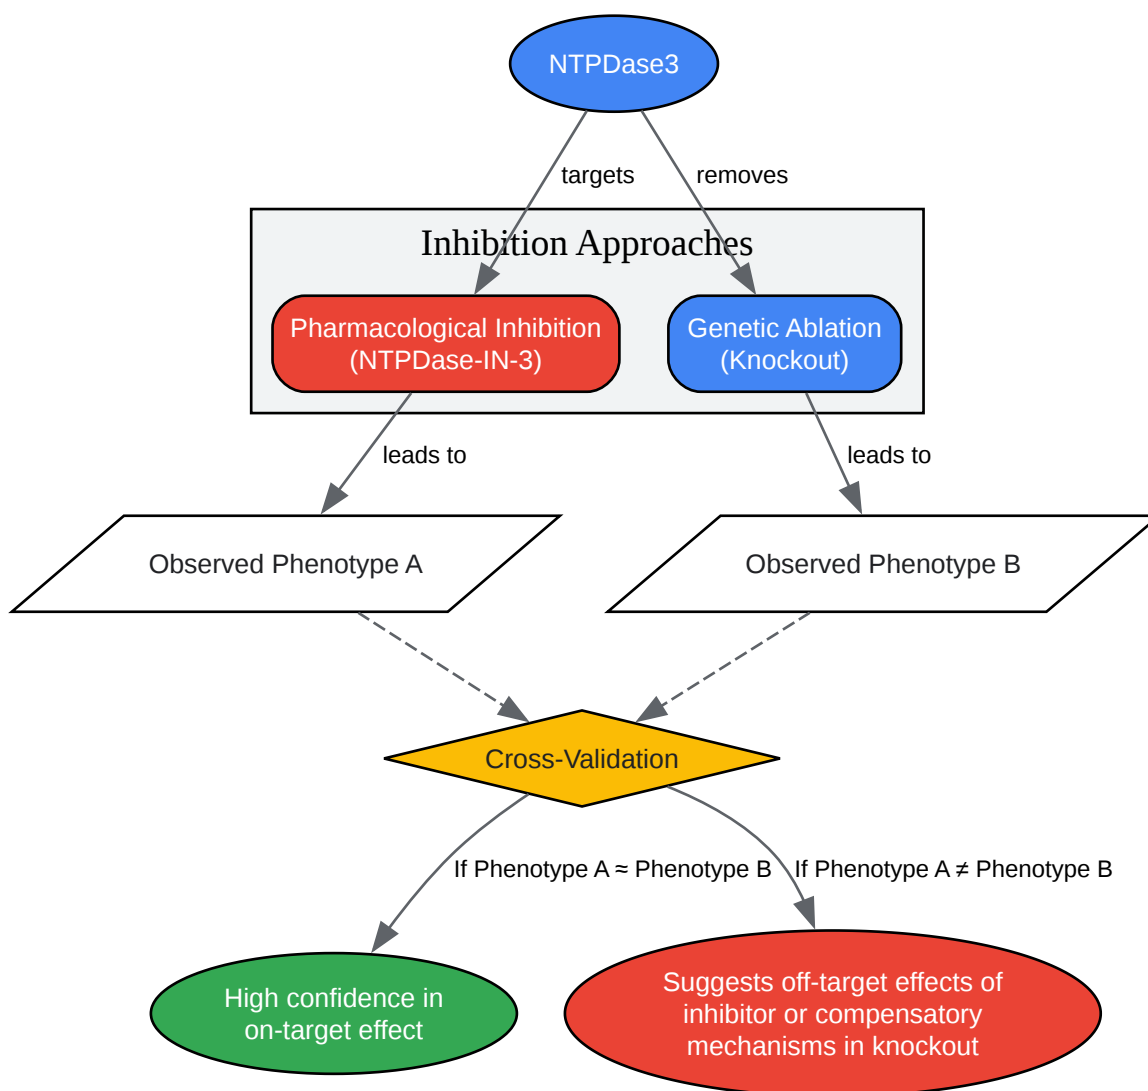 NTPDase3
targets
removes
Inhibition Approaches
Pharmacological Inhibition
(NTPDase-IN-3)
Genetic Ablation
(Knockout)
leads to
leads to
Observed Phenotype A
Observed Phenotype B
Cross-Validation
If Phenotype A ≈ Phenotype B
If Phenotype A ≠ Phenotype B
High confidence in
on-target effect
Suggests off-target effects of
inhibitor or compensatory
mechanisms in knockout